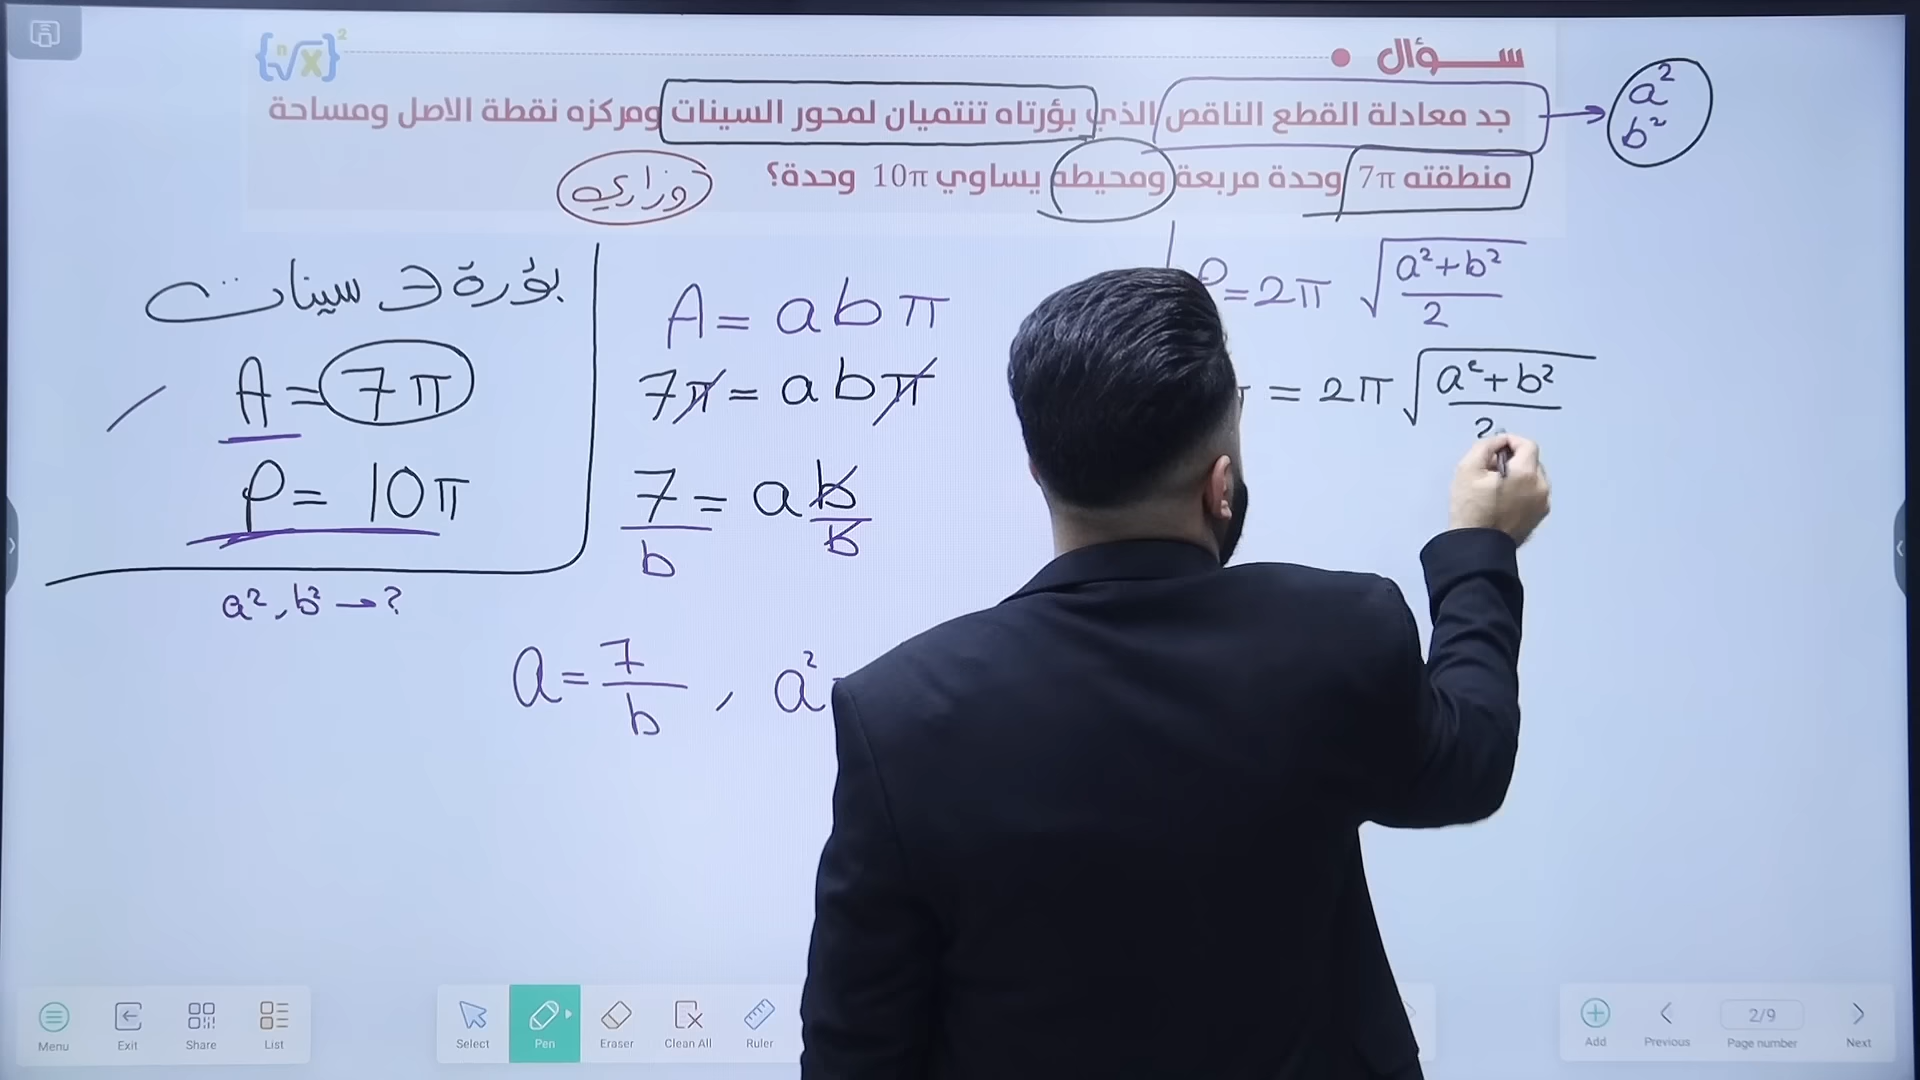 سؤال
{ⁿ√x}²
جد معادلة القطع الناقص الذي بؤرتاه تنتميان لمحور السينات ومركزه نقطة الاصل ومساحة
منطقته 7π وحدة مربعة ومحيطه يساوي 10π وحدة؟
وزاري
a²
b²
بؤرة ∋ سينات
A = 7π
P = 10π
a², b² → ?
A = a b π
7π = a b π
7/b = a b/b
a = 7/b , a²
P = 2π √((a²+b²)/2)
= 2π √((a²+b²)/2)
Menu
Exit
Share
List
Select
Pen
Eraser
Clean All
Ruler
Add
Previous
2/9
Page number
Next